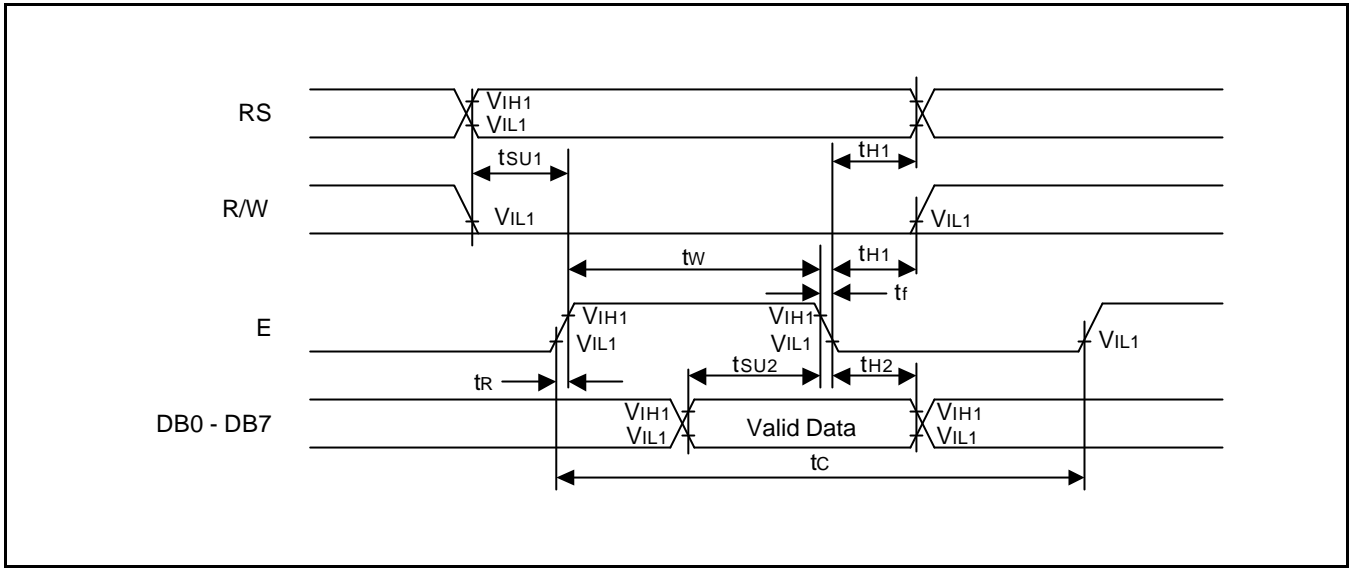 RS
VIH1
VIL1
tSU1
tH1
R/W
VIL1
VIL1
tw
tH1
tf
E
VIH1
VIL1
VIH1
VIL1
VIL1
tSU2
tH2
tR
DB0 - DB7
VIH1
VIL1
Valid Data
VIH1
VIL1
tC